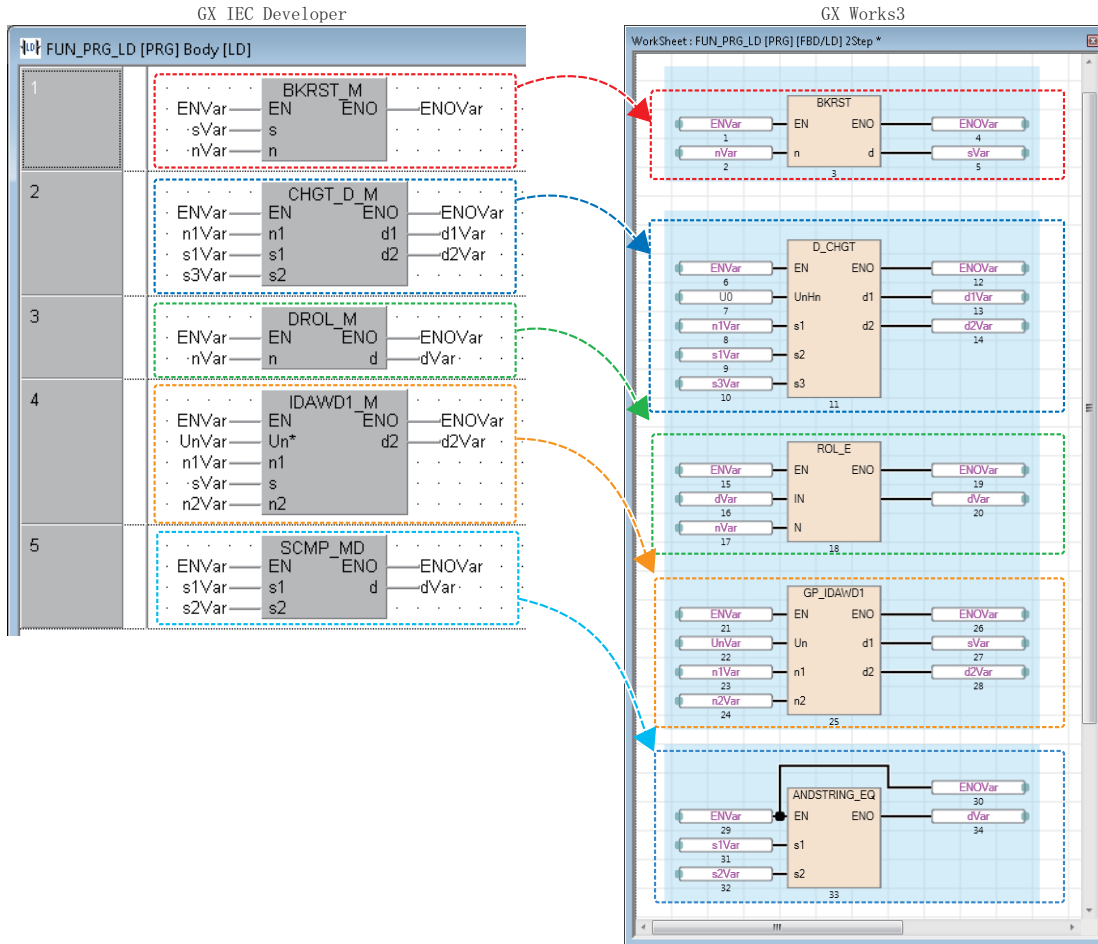 GX IEC Developer
FUN_PRG_LD [PRG] Body [LD]
1
BKRST_M
ENVar EN ENO ENOVar
sVar s
nVar n
2
CHGT_D_M
ENVar EN ENO ENOVar
n1Var n1 d1 d1Var
s1Var s1 d2 d2Var
s3Var s2
3
DROL_M
ENVar EN ENO ENOVar
nVar n d dVar
4
IDAWD1_M
ENVar EN ENO ENOVar
UnVar Un* d2 d2Var
n1Var n1
sVar s
n2Var n2
5
SCMP_MD
ENVar EN ENO ENOVar
s1Var s1 d dVar
s2Var s2
GX Works3
WorkSheet : FUN_PRG_LD [PRG] [FBD/LD] 2Step *
BKRST
ENVar EN ENO ENOVar
1 4
nVar n d sVar
2 3 5
D_CHGT
ENVar EN ENO ENOVar
6 12
U0 UnHn d1 d1Var
7 13
n1Var s1 d2 d2Var
8 14
s1Var s2
9
s3Var s3
10 11
ROL_E
ENVar EN ENO ENOVar
15 19
dVar IN dVar
16 20
nVar N
17 18
GP_IDAWD1
ENVar EN ENO ENOVar
21 26
UnVar Un d1 sVar
22 27
n1Var n1 d2 d2Var
23 28
n2Var n2
24 25
ENOVar
ANDSTRING_EQ 30
ENVar EN ENO dVar
29 34
s1Var s1
31
s2Var s2
32 33